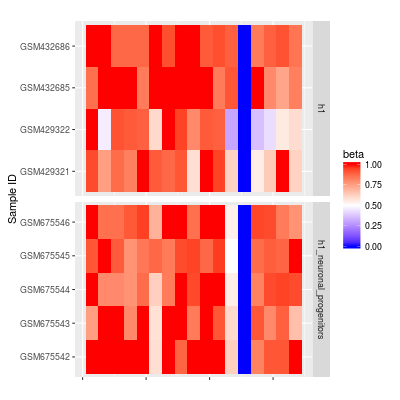 Sample ID
GSM432686
GSM432685
GSM429322
GSM429321
h1
GSM675546
GSM675545
GSM675544
GSM675543
GSM675542
h1_neuronal_progenitors
beta
1.00
0.75
0.50
0.25
0.00